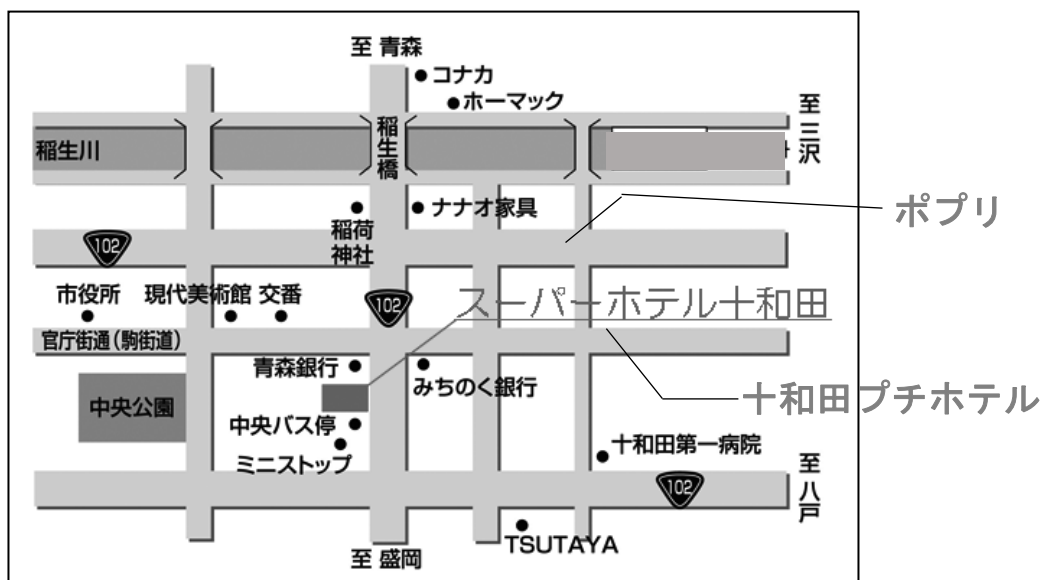 至 青森
コナカ
ホーマック
至三沢
稲生橋
稲生川
ポプリ
ナナオ家具
稲荷
神社
102
市役所
現代美術館
交番
102
スーパーホテル十和田
官庁街通(駒街道)
青森銀行
みちのく銀行
中央公園
十和田プチホテル
中央バス停
ミニストップ
十和田第一病院
至八戸
102
TSUTAYA
至 盛岡